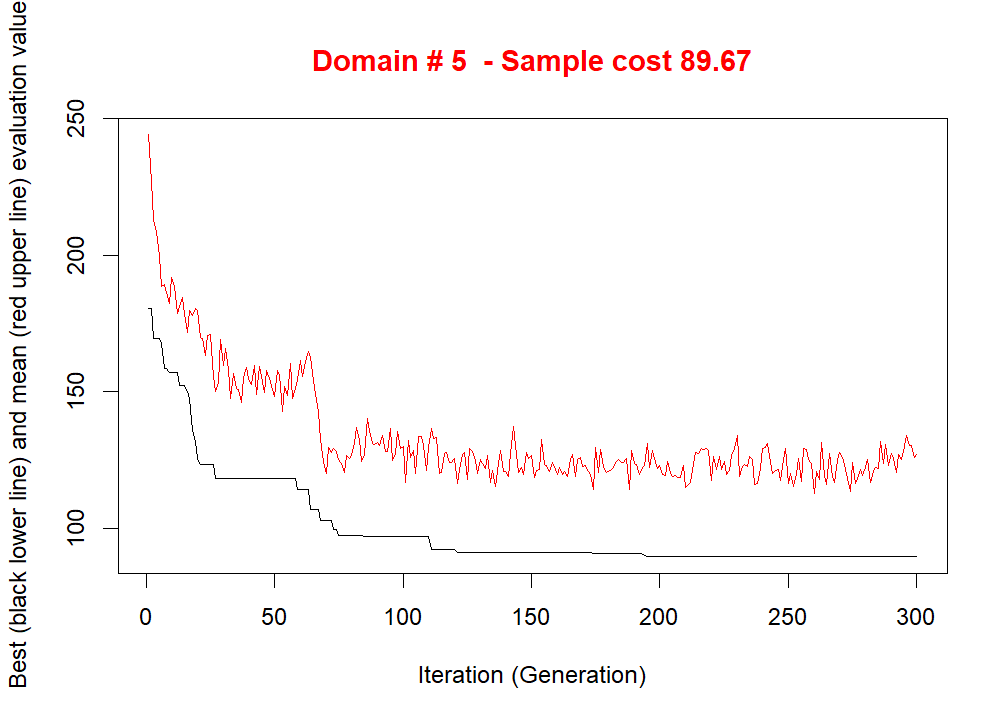 Domain # 5  - Sample cost 89.67
Best (black lower line) and mean (red upper line) evaluation value
250
200
150
100
0 50 100 150 200 250 300
Iteration (Generation)